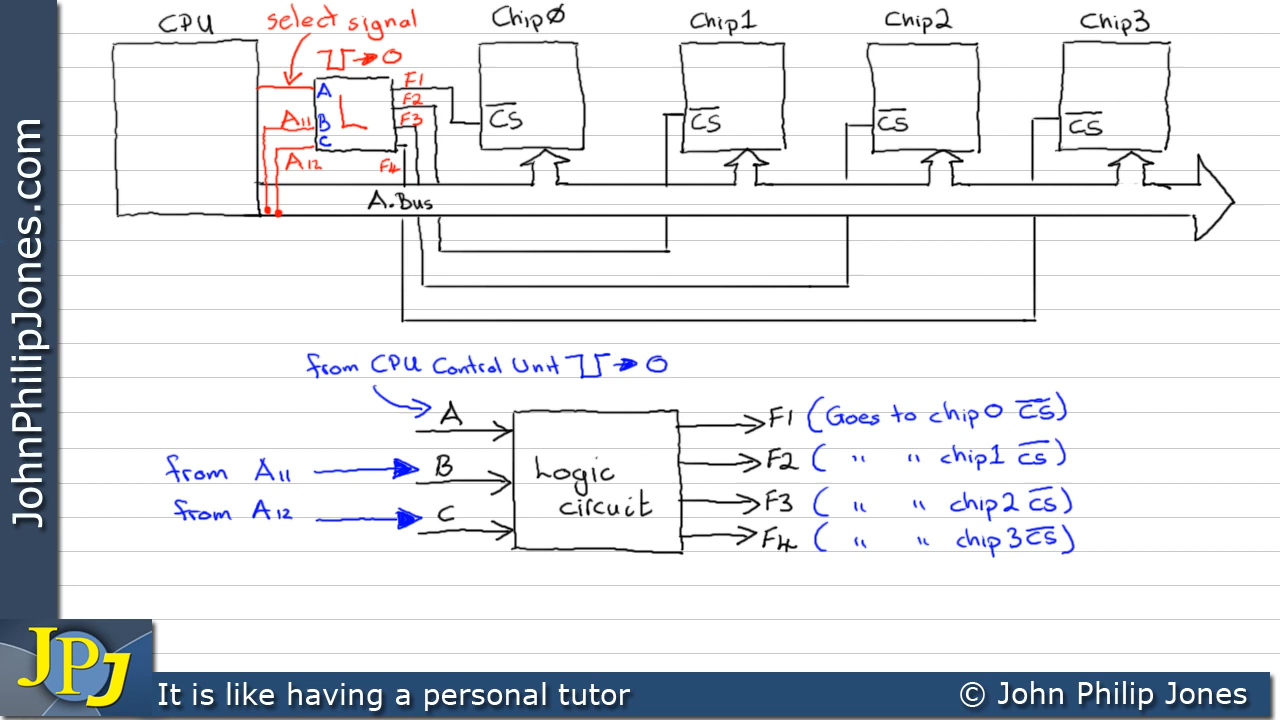 CPU
select signal
Chip0
Chip1
Chip2
Chip3
0
A
F1
F2
A11
B
L
F3
C
A12
F4
CS
CS
CS
CS
A.Bus
from CPU Control Unit 0
A
F1 (Goes to chip0 CS)
from A11
B
F2 ( " " chip1 CS)
Logic
circuit
from A12
C
F3 ( " " chip2 CS)
F4 ( " " chip3 CS)
JohnPhilipJones.com
JPJ
It is like having a personal tutor
© John Philip Jones